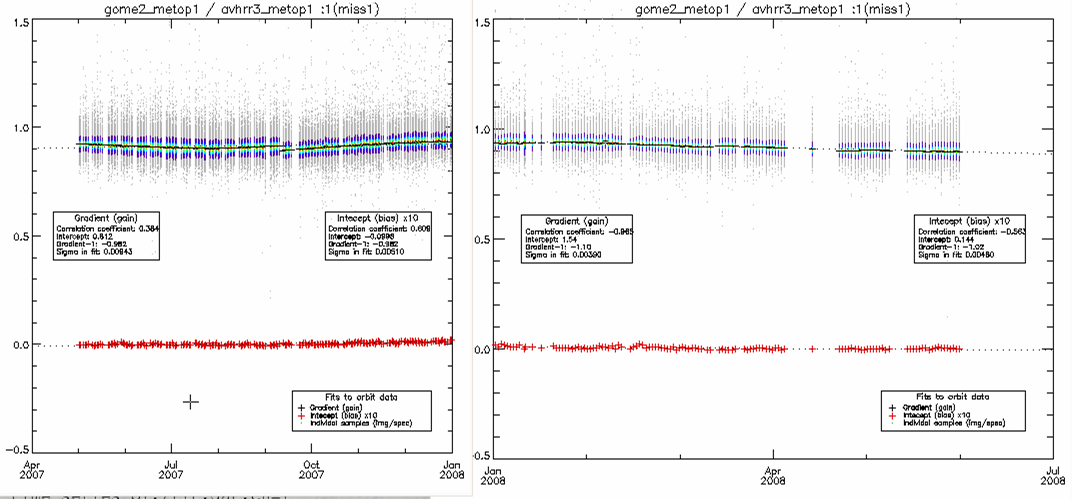 gome2_metop1 / avhrr3_metop1 :1(miss1)
1.5
1.0
0.5
0.0
-0.5
Gradient (gain)
Correlation coefficient: 0.384
Intercept: 0.812
Gradient-1: -0.982
Sigma in fit: 0.00843
Intecept (bias) x10
Correlation coefficient: 0.609
Intercept: -0.0998
Gradient-1: -0.982
Sigma in fit: 0.00510
Fits to orbit data
Gradient (gain)
Intecept (bias) x10
Individal samples (img/spec)
Apr
2007
Jul
2007
Oct
2007
Jan
2008
gome2_metop1 / avhrr3_metop1 :1(miss1)
1.5
1.0
0.5
0.0
-0.5
Gradient (gain)
Correlation coefficient: -0.965
Intercept: 1.54
Gradient-1: -1.10
Sigma in fit: 0.00390
Intecept (bias) x10
Correlation coefficient: -0.563
Intercept: 0.144
Gradient-1: -1.02
Sigma in fit: 0.00480
Fits to orbit data
Gradient (gain)
Intecept (bias) x10
Individal samples (img/spec)
Jan
2008
Apr
2008
Jul
2008